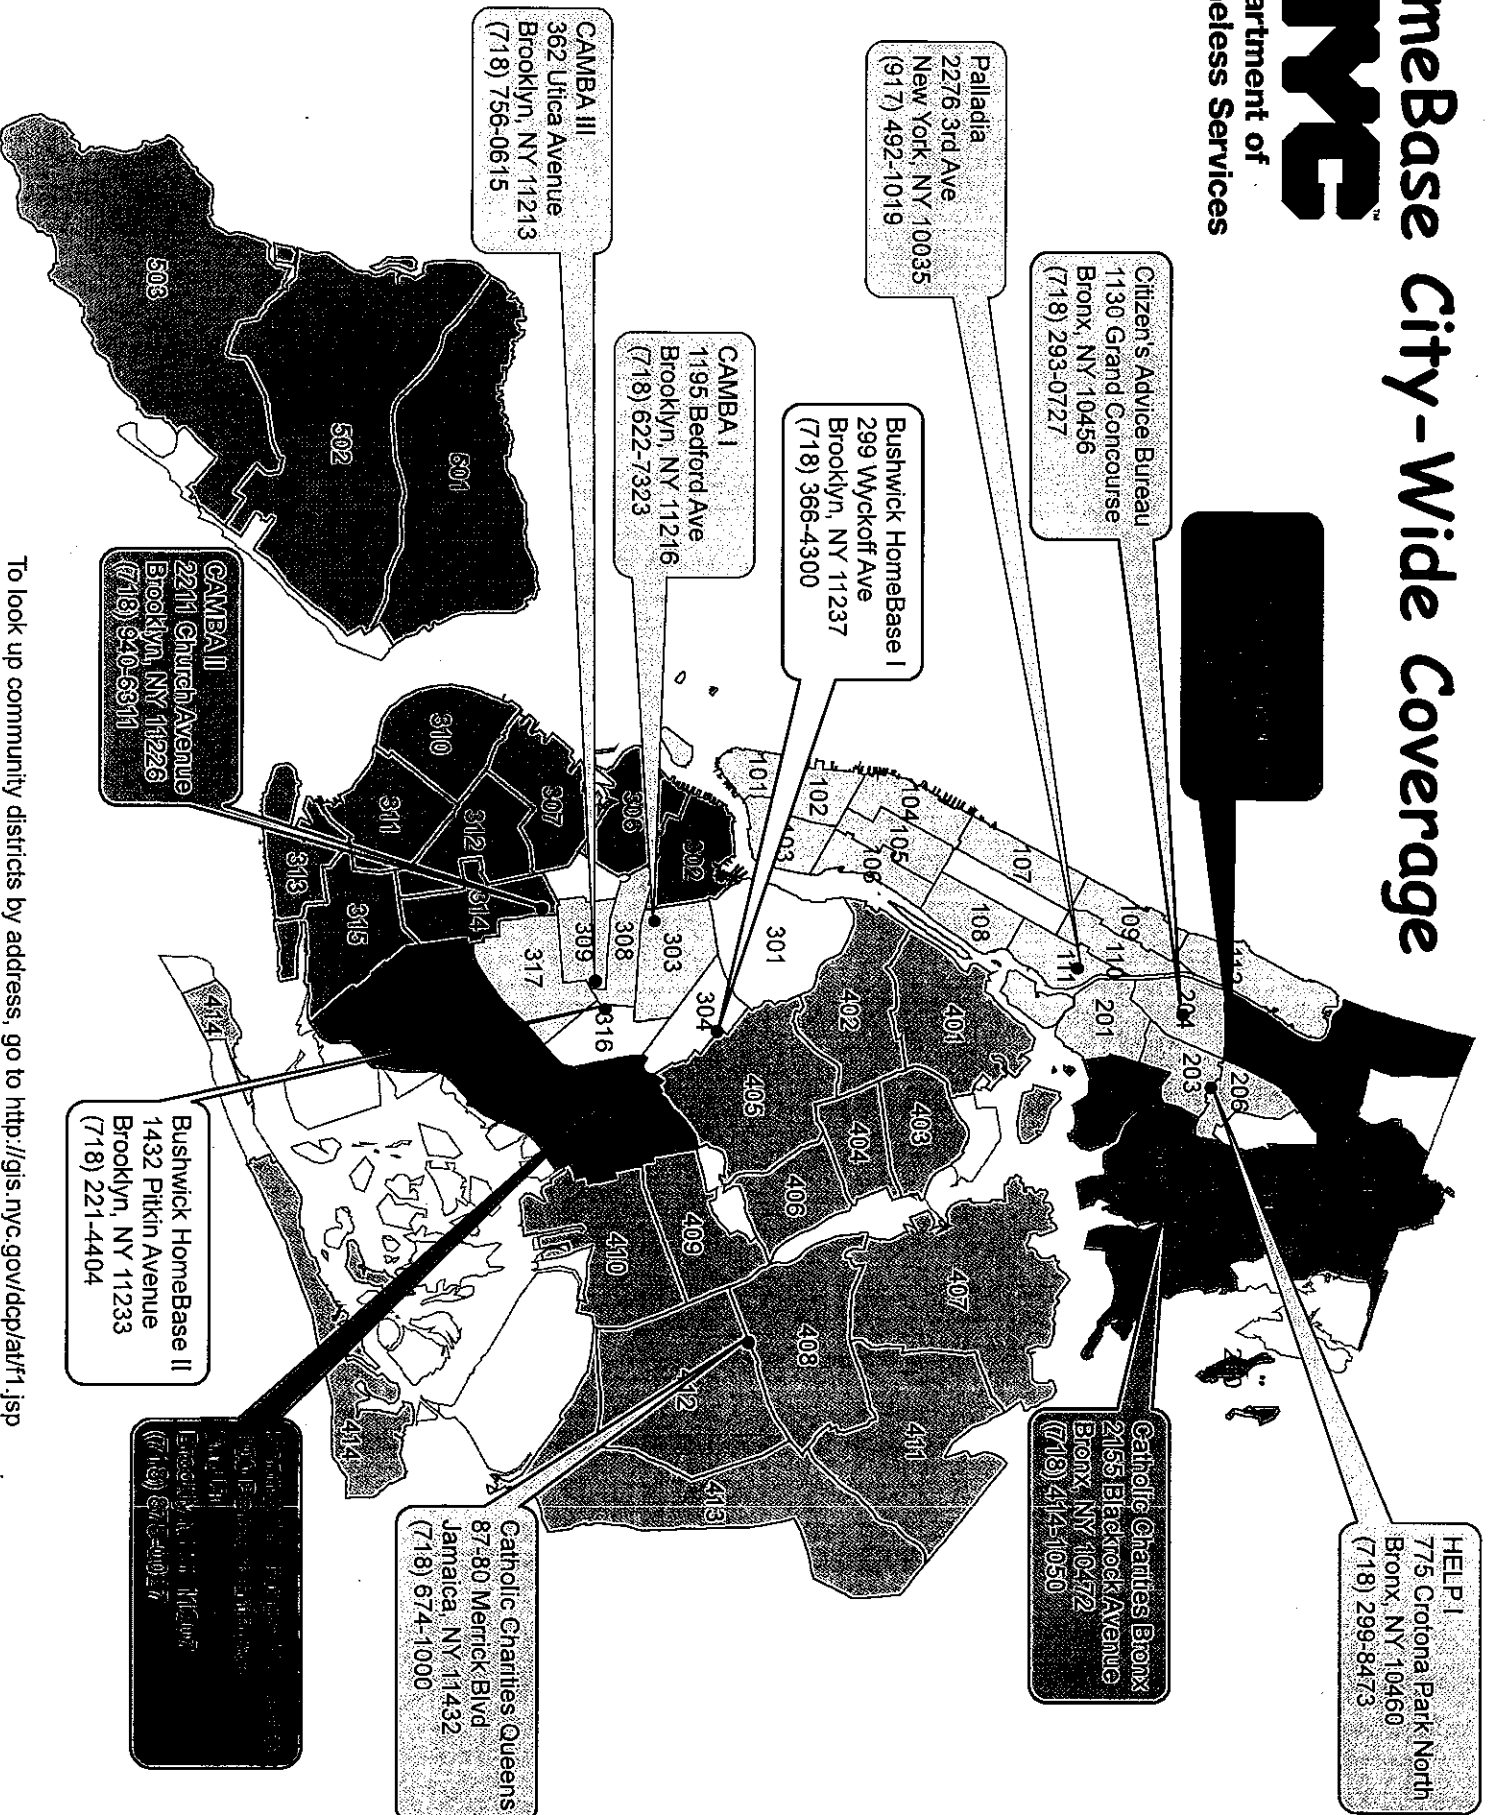 meBase City-Wide Coverage
NYC™
artment of
eless Services
Palladia
2276 3rd Ave
New York, NY 10035
(917) 492-1019
Citizen's Advice Bureau
1130 Grand Concourse
Bronx, NY 10456
(718) 293-0727
HELP I
775 Crotona Park North
Bronx, NY 10460
(718) 299-8473
Catholic Charities Bronx
2155 Blackrock Avenue
Bronx, NY 10472
(718) 414-1050
CAMBA III
362 Utica Avenue
Brooklyn, NY 11213
(718) 756-0615
CAMBA I
1195 Bedford Ave
Brooklyn, NY 11216
(718) 622-7323
Bushwick HomeBase I
299 Wyckoff Ave
Brooklyn, NY 11237
(718) 366-4300
Catholic Charities Queens
87-80 Merrick Blvd
Jamaica, NY 11432
(718) 674-1000
CAMBA II
2211 Church Avenue
Brooklyn, NY 11226
(718) 940-6311
Bushwick HomeBase II
1432 Pitkin Avenue
Brooklyn, NY 11233
(718) 221-4404
112
109
110
107
111
108
104
105
106
102
101
103
206
204
203
201
401
402
403
404
405
406
407
408
409
410
411
412
413
414
414
301
302
303
304
306
307
308
309
310
311
312
313
314
315
316
317
501
502
503
To look up community districts by address, go to http://gis.nyc.gov/dcp/at/f1.jsp